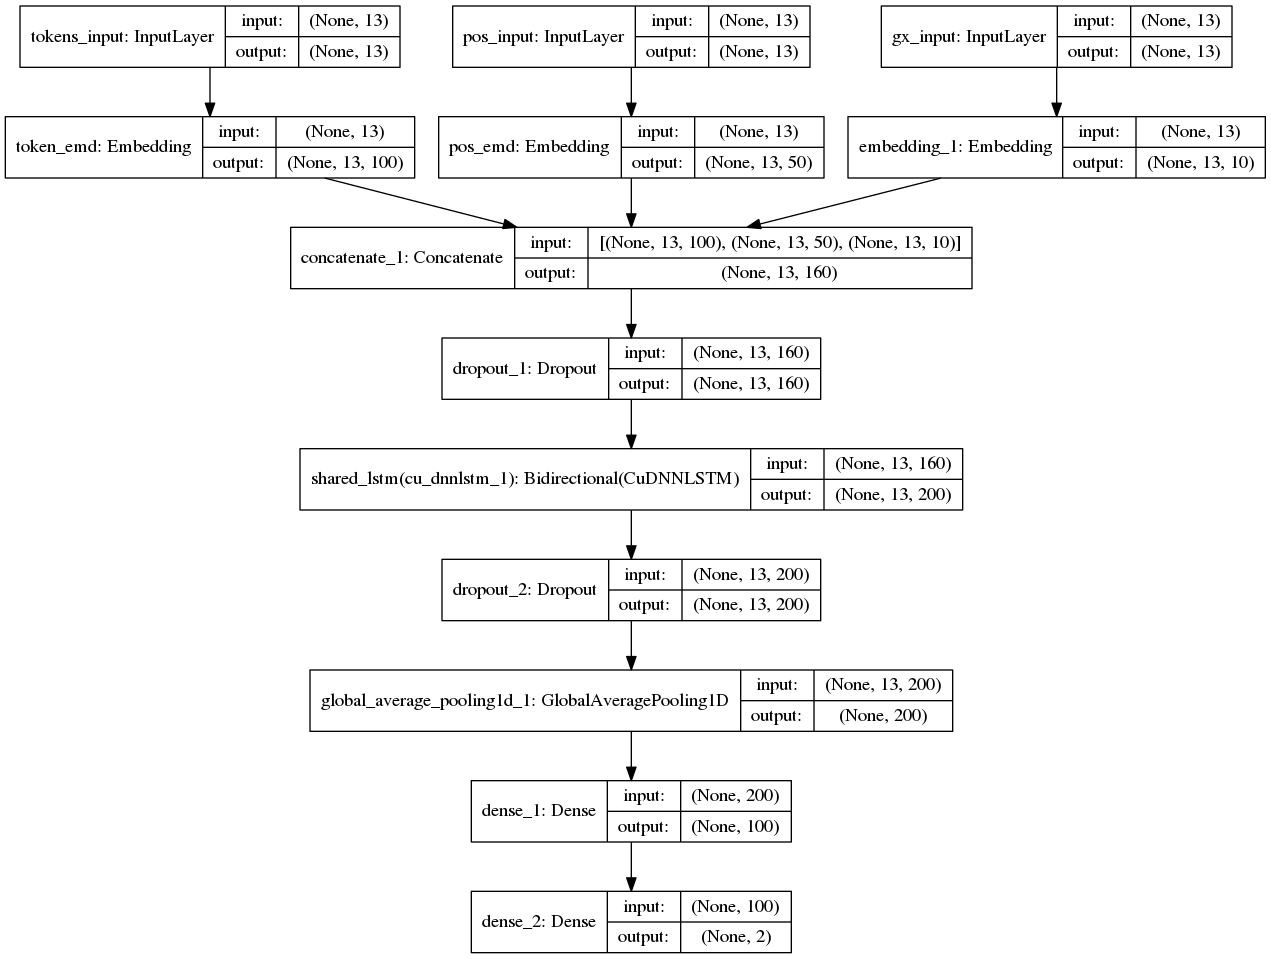 tokens_input: InputLayer
input:
(None, 13)
output:
(None, 13)
pos_input: InputLayer
input:
(None, 13)
output:
(None, 13)
gx_input: InputLayer
input:
(None, 13)
output:
(None, 13)
token_emd: Embedding
input:
(None, 13)
output:
(None, 13, 100)
pos_emd: Embedding
input:
(None, 13)
output:
(None, 13, 50)
embedding_1: Embedding
input:
(None, 13)
output:
(None, 13, 10)
concatenate_1: Concatenate
input:
[(None, 13, 100), (None, 13, 50), (None, 13, 10)]
output:
(None, 13, 160)
dropout_1: Dropout
input:
(None, 13, 160)
output:
(None, 13, 160)
shared_lstm(cu_dnnlstm_1): Bidirectional(CuDNNLSTM)
input:
(None, 13, 160)
output:
(None, 13, 200)
dropout_2: Dropout
input:
(None, 13, 200)
output:
(None, 13, 200)
global_average_pooling1d_1: GlobalAveragePooling1D
input:
(None, 13, 200)
output:
(None, 200)
dense_1: Dense
input:
(None, 200)
output:
(None, 100)
dense_2: Dense
input:
(None, 100)
output:
(None, 2)